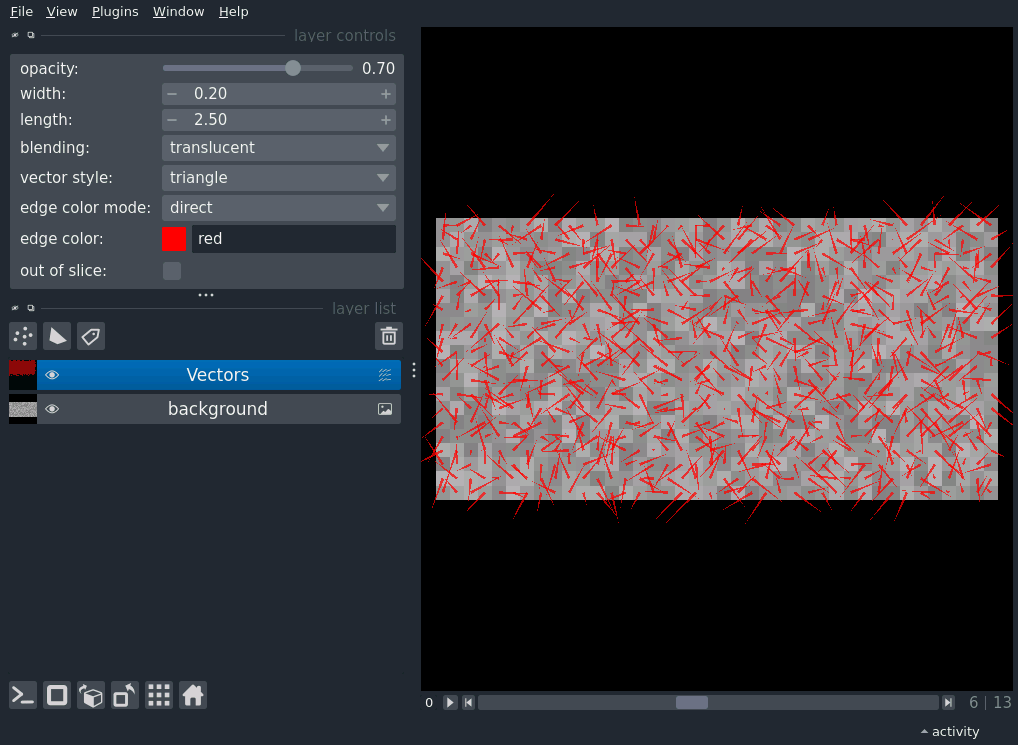 File View Plugins Window Help
layer controls
opacity: 0.70
width: − 0.20 +
length: − 2.50 +
blending: translucent
vector style: triangle
edge color mode: direct
edge color: red
out of slice:
layer list
Vectors
background
0 6 | 13
activity